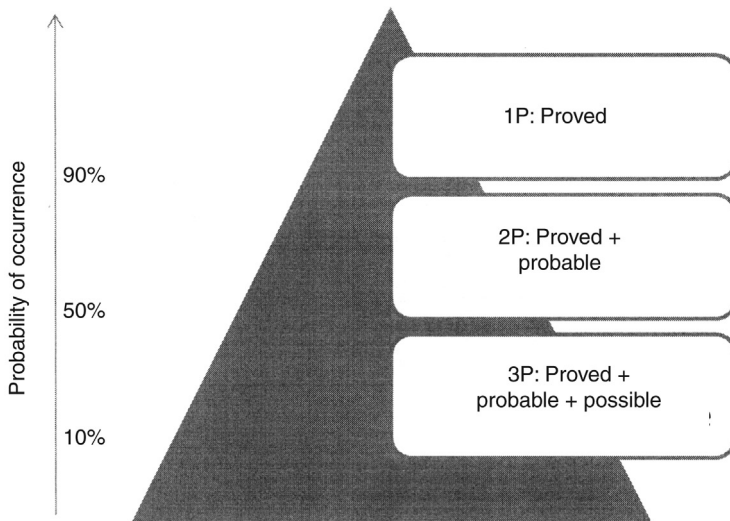 Probability of occurrence
90%
50%
10%
1P: Proved
2P: Proved +
probable
3P: Proved +
probable + possible